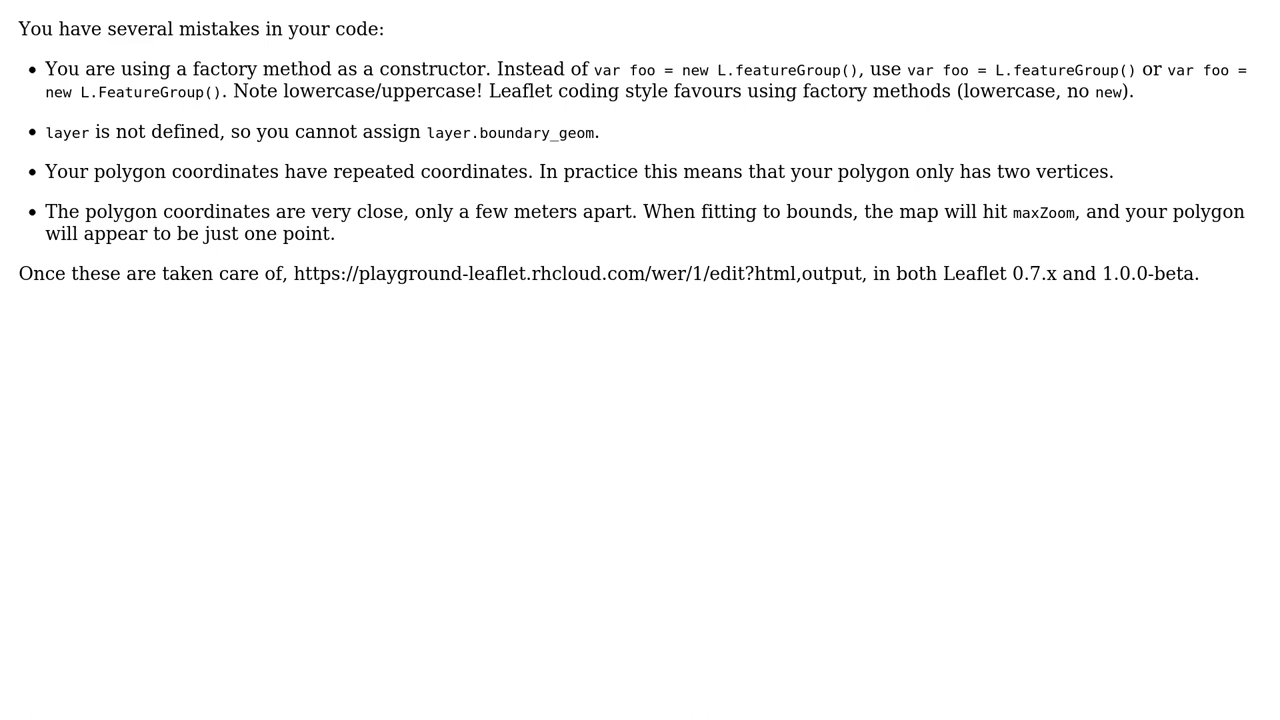 You have several mistakes in your code:
• You are using a factory method as a constructor. Instead of var foo = new L.featureGroup(), use var foo = L.featureGroup() or var foo =
new L.FeatureGroup(). Note lowercase/uppercase! Leaflet coding style favours using factory methods (lowercase, no new).
• layer is not defined, so you cannot assign layer.boundary_geom.
• Your polygon coordinates have repeated coordinates. In practice this means that your polygon only has two vertices.
• The polygon coordinates are very close, only a few meters apart. When fitting to bounds, the map will hit maxZoom, and your polygon
will appear to be just one point.
Once these are taken care of, https://playground-leaflet.rhcloud.com/wer/1/edit?html,output, in both Leaflet 0.7.x and 1.0.0-beta.